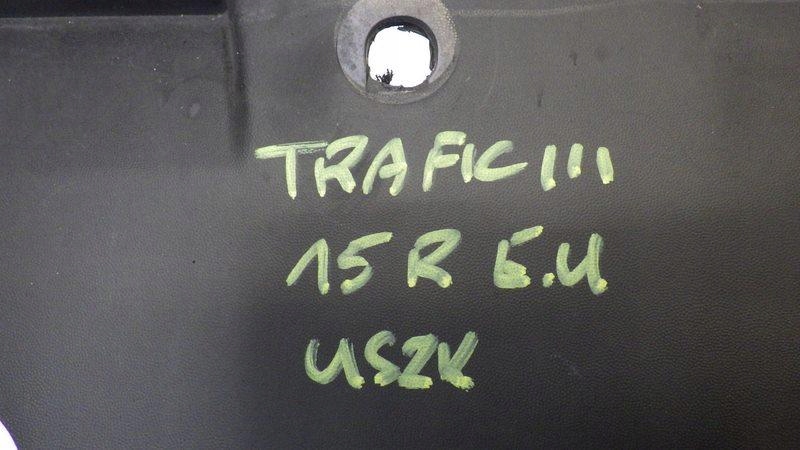 TRAFIC III
15 R E.U
USZK